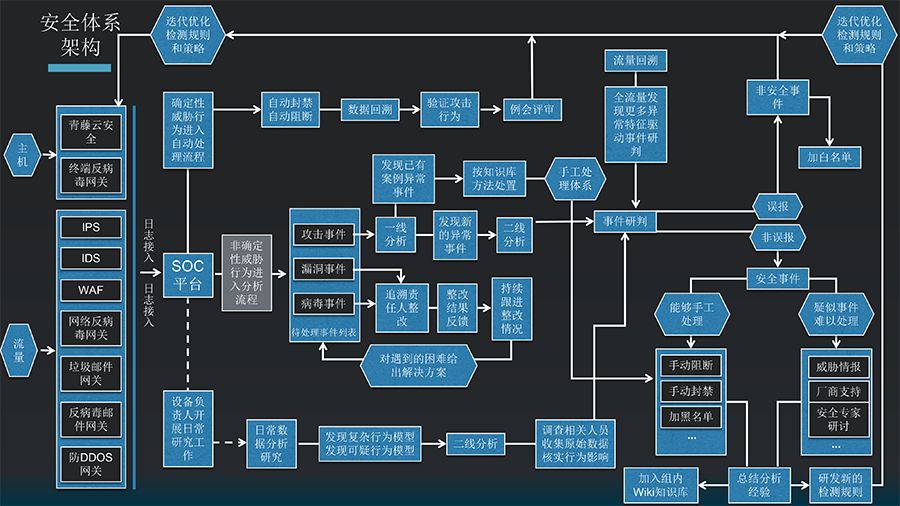 安全体系
架构
迭代优化
检测规则
和策略
迭代优化
检测规则
和策略
主
机
流
量
青藤云安
全
终端反病
毒网关
IPS
IDS
WAF
网络反病
毒网关
垃圾邮件
网关
反病毒邮
件网关
防DDOS
网关
日志接入
日志接入
SOC
平台
确定性
威胁行
为进入
自动处
理流程
自动封禁
自动阻断
数据回溯
验证攻击
行为
例会评审
非确定
性威胁
行为进
入分析
流程
攻击事件
漏洞事件
病毒事件
待处理事件列表
发现已有
案例异常
事件
按知识库
方法处置
手工处
理体系
一线
分析
发现新
的异常
事件
二线
分析
追溯责
任人整
改
整改
结果
反馈
持续
跟进
整改
情况
对遇到的困难给
出解决方案
设备负
责人开
展日常
研究工
作
日常数
据分析
研究
发现复杂行为模型
发现可疑行为模型
二线分析
调查相关人员
收集原始数据
核实行为影响
流量回溯
全流量发
现更多异
常特征驱
动事件研
判
事件研判
非安全事
件
加白名单
误报
非误报
安全事件
能够手工
处理
疑似事件
难以处理
手动阻断
手动封禁
加黑名单
...
威胁情报
厂商支持
安全专家
研讨
...
加入组内
Wiki知识库
总结分析
经验
研发新的
检测规则